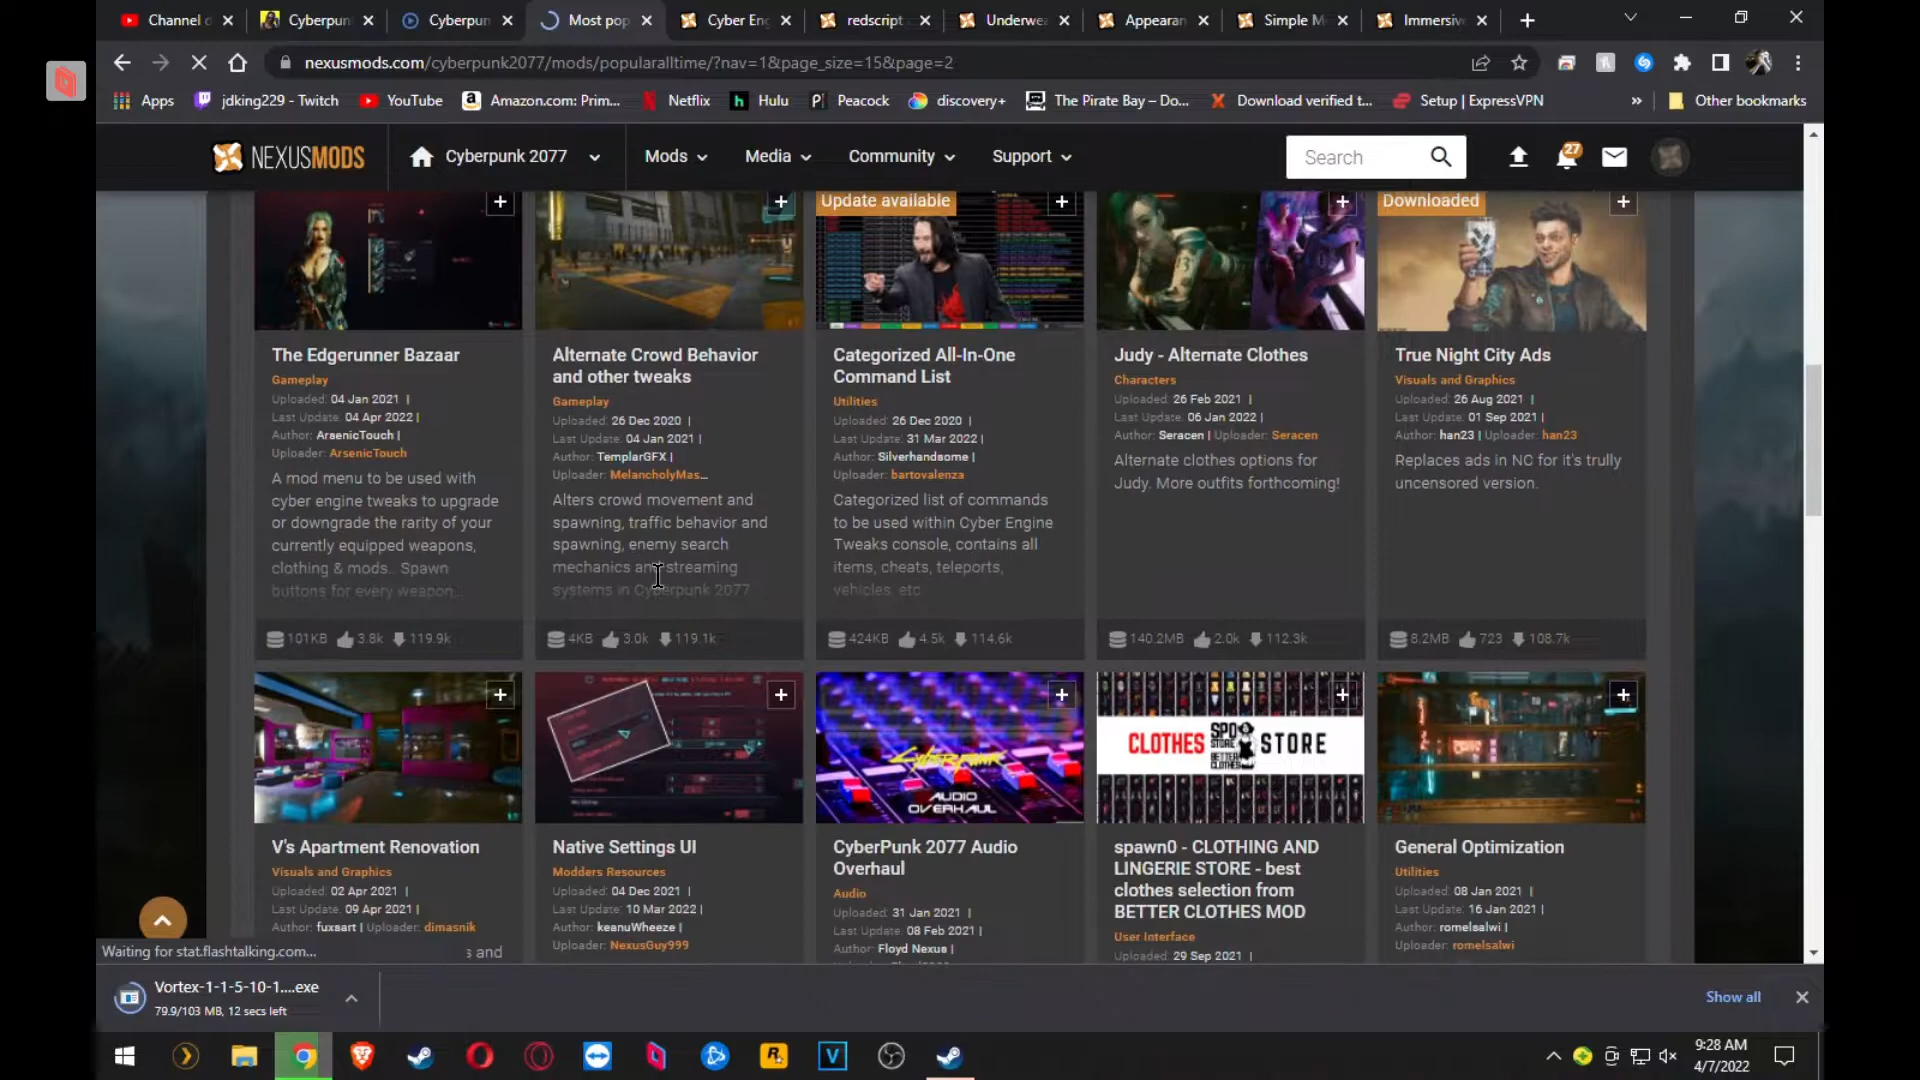 Channel d
Cyberpun
Cyberpun
Most pop
Cyber Eng
redscript
Underwe
Appearan
Simple M
Immersiv
nexusmods.com/cyberpunk2077/mods/popularalltime/?nav=1&page_size=15&page=2
Apps
jdking229 - Twitch
YouTube
Amazon.com: Prim...
Netflix
Hulu
Peacock
discovery+
The Pirate Bay – Do...
Download verified t...
Setup | ExpressVPN
Other bookmarks
NEXUSMODS
Cyberpunk 2077
Mods
Media
Community
Support
Search
27
Update available
Downloaded
The Edgerunner Bazaar
Gameplay
Uploaded: 04 Jan 2021 |
Last Update: 04 Apr 2022 |
Author: ArsenicTouch |
Uploader: ArsenicTouch
A mod menu to be used with
cyber engine tweaks to upgrade
or downgrade the rarity of your
currently equipped weapons,
clothing & mods.. Spawn
buttons for every weapon...
101KB 3.8k 119.9k
Alternate Crowd Behavior
and other tweaks
Gameplay
Uploaded: 26 Dec 2020 |
Last Update: 04 Jan 2021 |
Author: TemplarGFX |
Uploader: MelancholyMas...
Alters crowd movement and
spawning, traffic behavior and
spawning, enemy search
mechanics and streaming
systems in Cyberpunk 2077
4KB 3.0k 119.1k
Categorized All-In-One
Command List
Utilities
Uploaded: 26 Dec 2020 |
Last Update: 31 Mar 2022 |
Author: Silverhandsome |
Uploader: bartovalenza
Categorized list of commands
to be used within Cyber Engine
Tweaks console, contains all
items, cheats, teleports,
vehicles, etc
424KB 4.5k 114.6k
Judy - Alternate Clothes
Characters
Uploaded: 26 Feb 2021 |
Last Update: 06 Jan 2022 |
Author: Seracen | Uploader: Seracen
Alternate clothes options for
Judy. More outfits forthcoming!
140.2MB 2.0k 112.3k
True Night City Ads
Visuals and Graphics
Uploaded: 26 Aug 2021 |
Last Update: 01 Sep 2021 |
Author: han23 | Uploader: han23
Replaces ads in NC for it's trully
uncensored version.
8.2MB 723 108.7k
CYBERPUNK
AUDIO
OVERHAUL
CLOTHES
SPO
STORE
BETTER
CLOTHES
STORE
V's Apartment Renovation
Visuals and Graphics
Uploaded: 02 Apr 2021 |
Last Update: 09 Apr 2021 |
Author: fuxsart | Uploader: dimasnik
s and
Native Settings UI
Modders Resources
Uploaded: 04 Dec 2021 |
Last Update: 10 Mar 2022 |
Author: keanuWheeze |
Uploader: NexusGuy999
CyberPunk 2077 Audio
Overhaul
Audio
Uploaded: 31 Jan 2021 |
Last Update: 08 Feb 2021 |
Author: Floyd Nexus |
spawn0 - CLOTHING AND
LINGERIE STORE - best
clothes selection from
BETTER CLOTHES MOD
User Interface
Uploaded: 29 Sep 2021 |
General Optimization
Utilities
Uploaded: 08 Jan 2021 |
Last Update: 16 Jan 2021 |
Author: romelsalwi |
Uploader: romelsalwi
Waiting for stat.flashtalking.com...
Vortex-1-1-5-10-1....exe
79.9/103 MB, 12 secs left
Show all
9:28 AM
4/7/2022